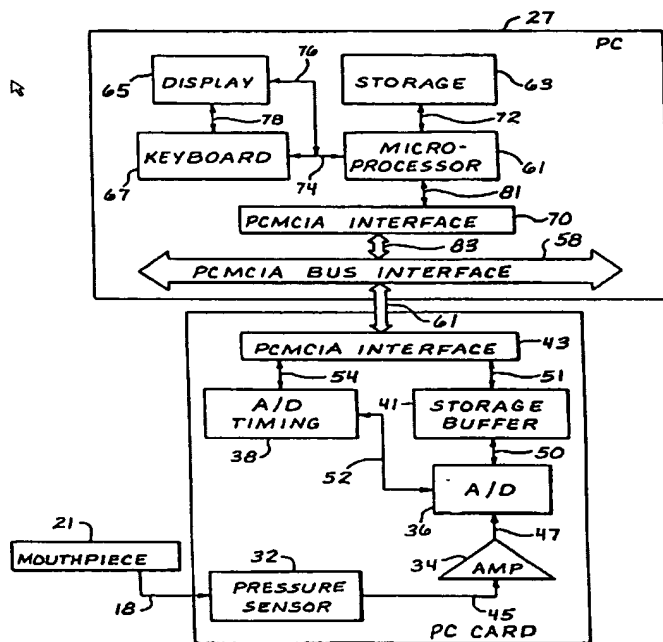 27
PC
76
65
DISPLAY
STORAGE
63
78
72
KEYBOARD
MICRO-
PROCESSOR
61
67
74
81
PCMCIA INTERFACE
70
83
58
PCMCIA BUS INTERFACE
61
PCMCIA INTERFACE
43
54
51
A/D
TIMING
41
STORAGE
BUFFER
38
50
52
A/D
36
47
21
MOUTHPIECE
32
34
AMP
18
PRESSURE
SENSOR
45
PC CARD